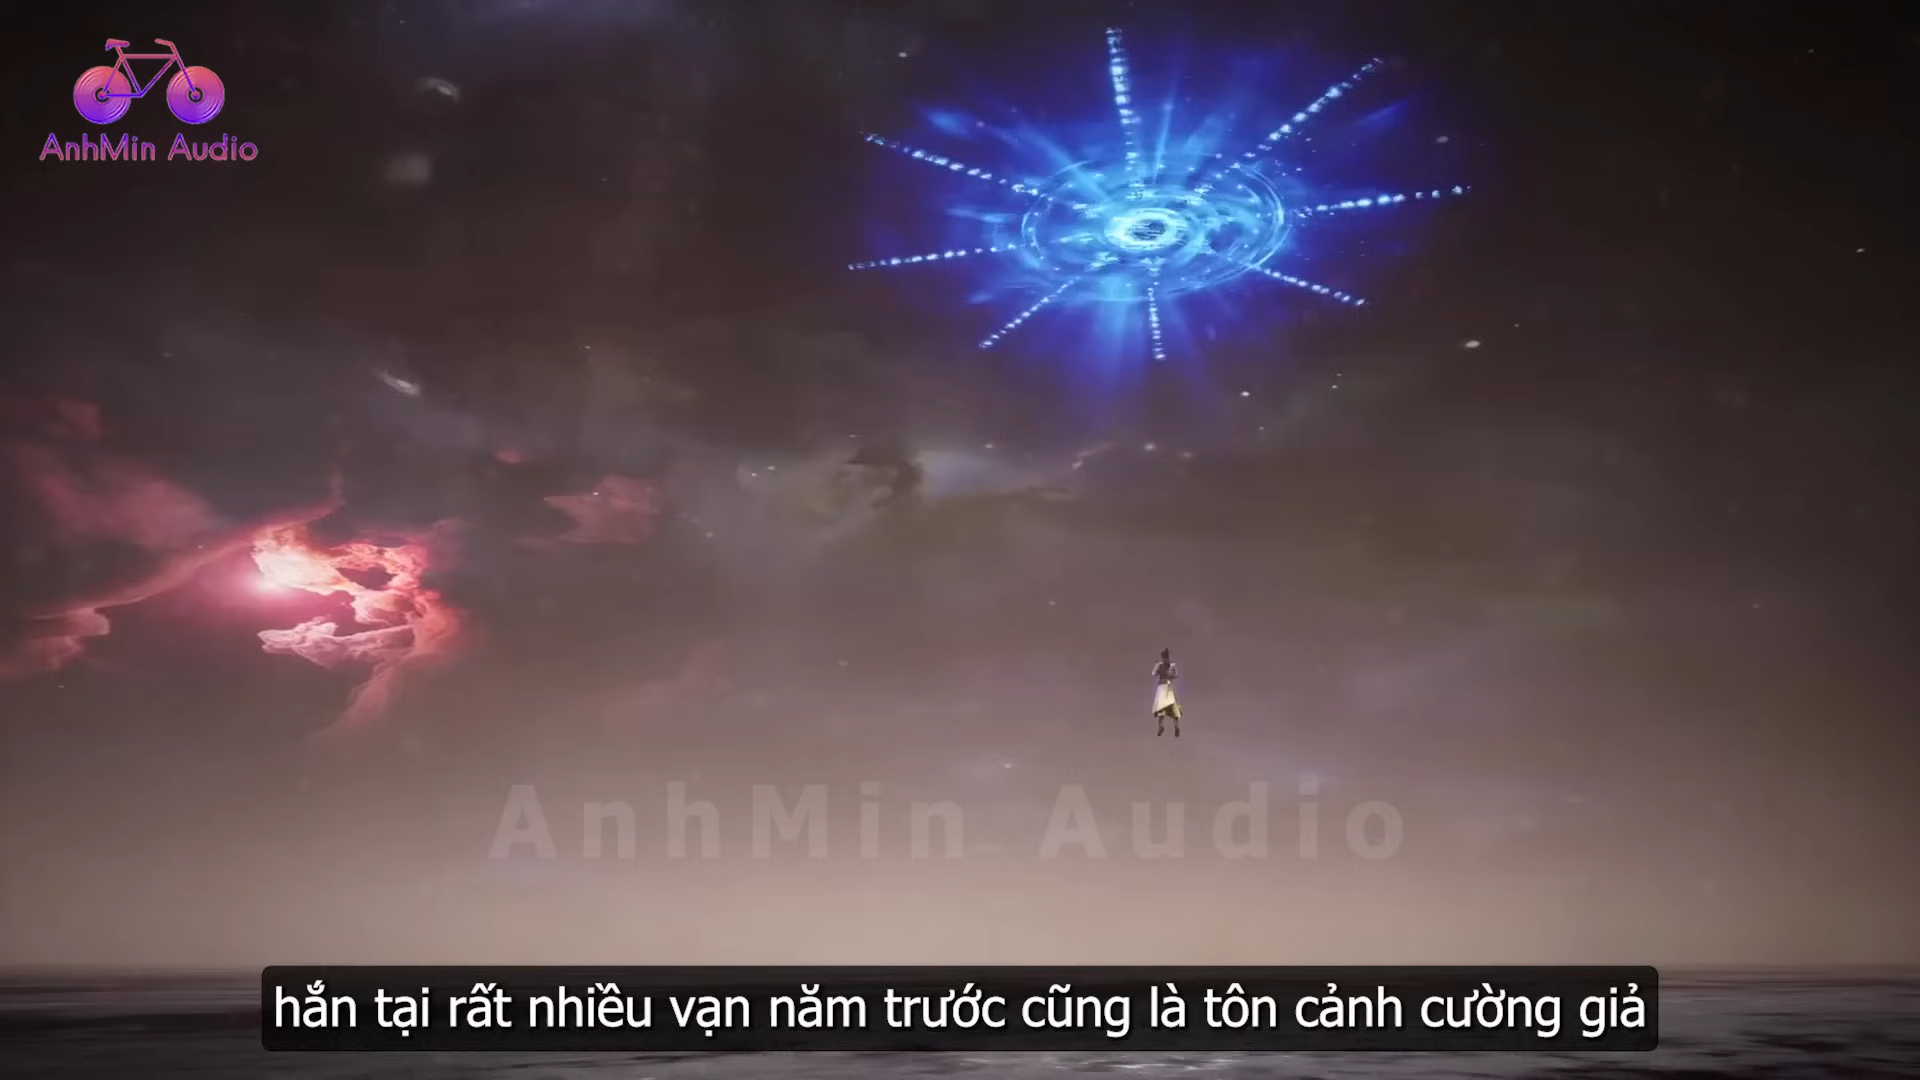 AnhMin Audio
AnhMin Audio
hắn tại rất nhiều vạn năm trước cũng là tôn cảnh cường giả